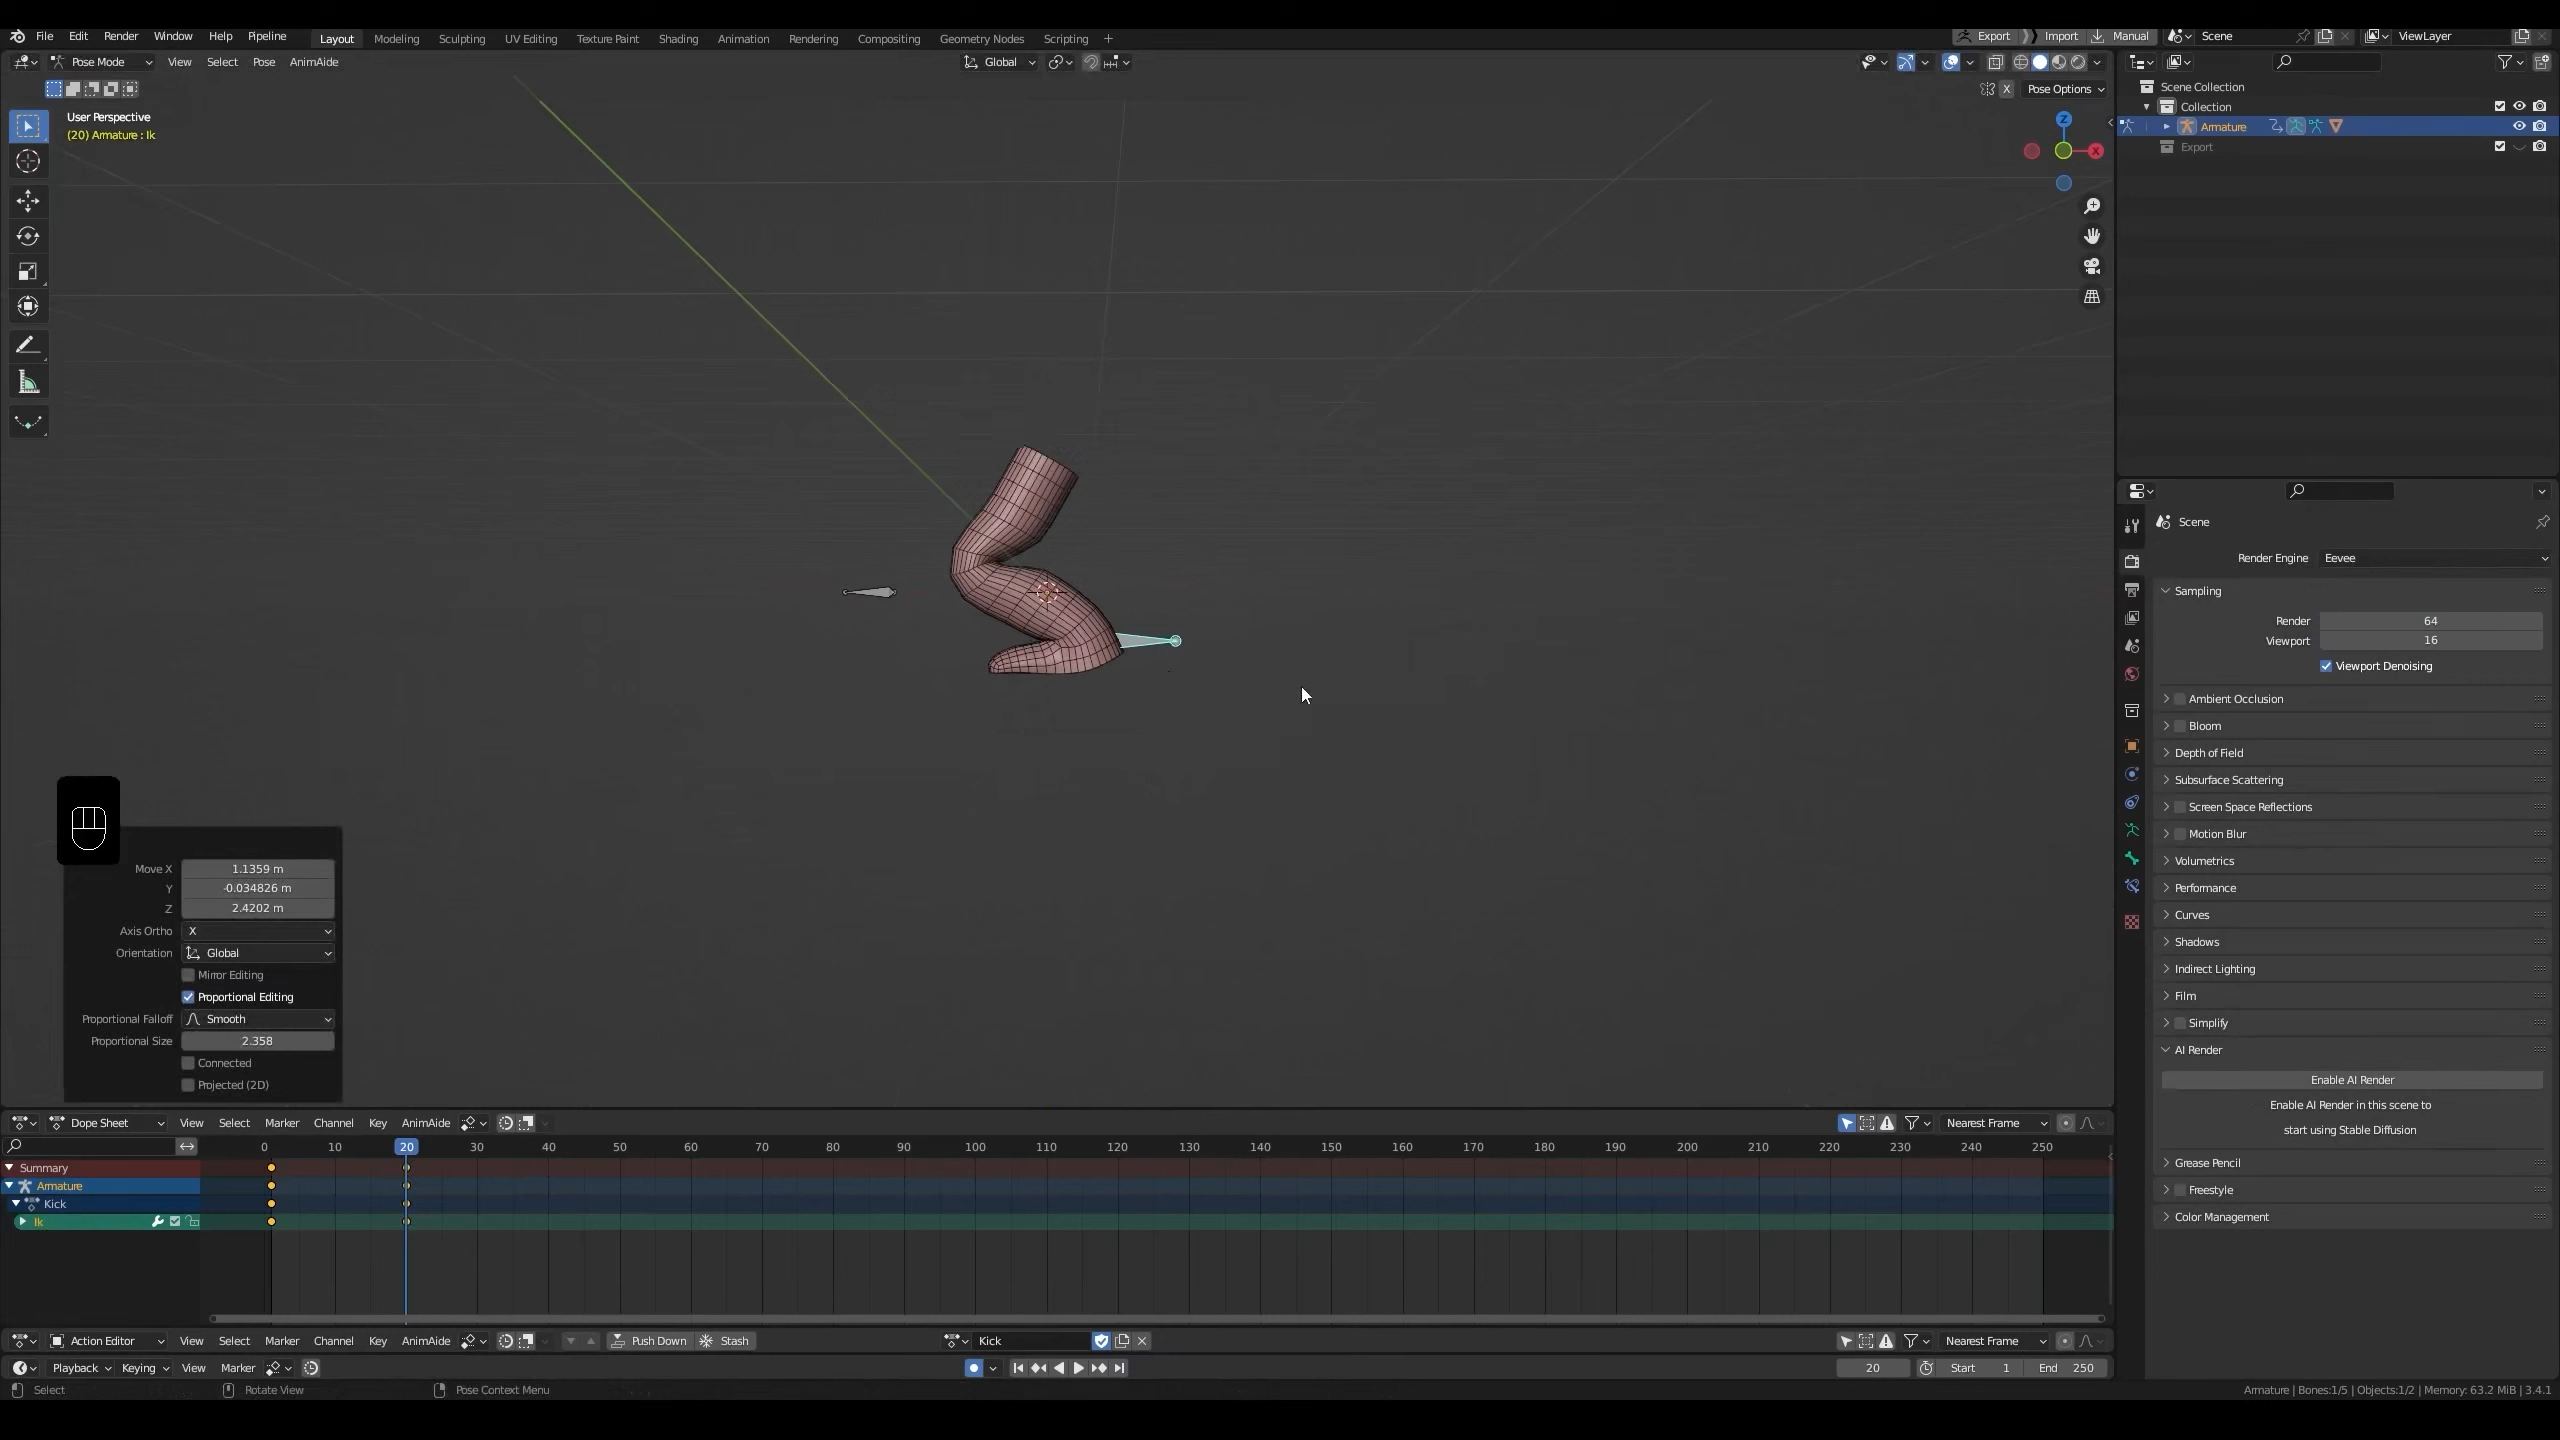 File Edit Render Window Help Pipeline Layout Modeling Sculpting UV Editing Texture Paint Shading Animation Rendering Compositing Geometry Nodes Scripting + Export Import Manual Scene ViewLayer
Pose Mode View Select Pose AnimAide Global
X Pose Options
User Perspective
(20) Armature : Ik
Z
X
Scene Collection
Collection
Armature
Export
Scene
Render Engine Eevee
Sampling
Render 64
Viewport 16
Viewport Denoising
Ambient Occlusion
Bloom
Depth of Field
Subsurface Scattering
Screen Space Reflections
Motion Blur
Volumetrics
Performance
Curves
Shadows
Indirect Lighting
Film
Simplify
AI Render
Enable AI Render
Enable AI Render in this scene to
start using Stable Diffusion
Grease Pencil
Freestyle
Color Management
Move X 1.1359 m
Y -0.034826 m
Z 2.4202 m
Axis Ortho X
Orientation Global
Mirror Editing
Proportional Editing
Proportional Falloff Smooth
Proportional Size 2.358
Connected
Projected (2D)
Dope Sheet View Select Marker Channel Key AnimAide Nearest Frame
0 10 20 30 40 50 60 70 80 90 100 110 120 130 140 150 160 170 180 190 200 210 220 230 240 250
Summary
Armature
Kick
Ik
Action Editor View Select Marker Channel Key AnimAide Push Down Stash Kick Nearest Frame
Playback Keying View Marker 20 Start 1 End 250
Select Rotate View Pose Context Menu Armature | Bones:1/5 | Objects:1/2 | Memory: 63.2 MiB | 3.4.1